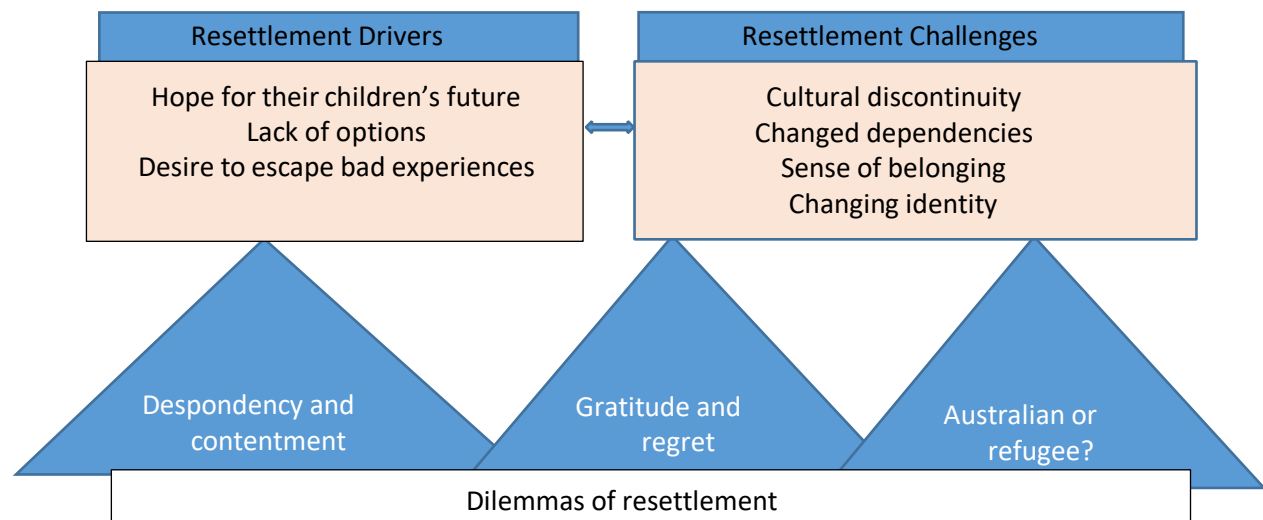 Resettlement Drivers
Hope for their children’s future
Lack of options
Desire to escape bad experiences
Resettlement Challenges
Cultural discontinuity
Changed dependencies
Sense of belonging
Changing identity
Despondency and
contentment
Gratitude and
regret
Australian or
refugee?
Dilemmas of resettlement